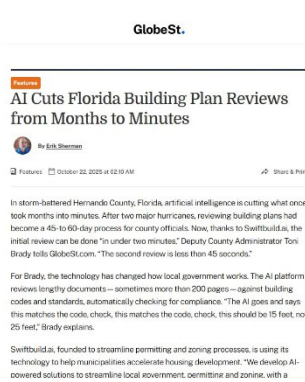 GlobeSt.
Features
AI Cuts Florida Building Plan Reviews
from Months to Minutes
By Erik Sherman
Features October 22, 2025 at 02:10 AM Share & Prin
In storm-battered Hernando County, Florida, artificial intelligence is cutting what once
took months into minutes. After two major hurricanes, reviewing building plans had
become a 45- to 60-day process for county officials. Now, thanks to Swiftbuild.ai, the
initial review can be done "in under two minutes," Deputy County Administrator Toni
Brady tells GlobeSt.com. "The second review is less than 45 seconds."
For Brady, the technology has changed how local government works. The AI platform
reviews lengthy documents—sometimes more than 200 pages—against building
codes and standards, automatically checking for compliance. "The AI goes and says
this matches the code, check, this matches the code, check, this should be 15 feet, no
25 feet," Brady explains.
Swiftbuild.ai, founded to streamline permitting and zoning processes, is using its
technology to help municipalities accelerate housing development. "We develop AI-
powered solutions to streamline local government, permitting and zoning, with a